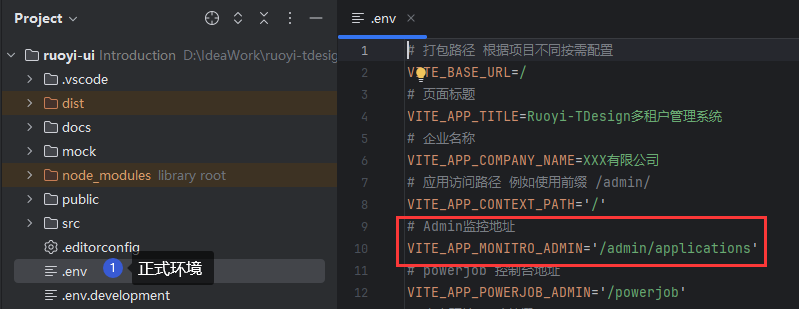 Project
ruoyi-ui Introduction D:\IdeaWork\ruoyi-tdesig
.vscode
dist
docs
mock
node_modules library root
public
src
.editorconfig
.env
1 正式环境
.env.development
.env
1 # 打包路径 根据项目不同按需配置
2 VITE_BASE_URL=/
3 # 页面标题
4 VITE_APP_TITLE=Ruoyi-TDesign多租户管理系统
5 # 企业名称
6 VITE_APP_COMPANY_NAME=XXX有限公司
7 # 应用访问路径 例如使用前缀 /admin/
8 VITE_APP_CONTEXT_PATH='/'
9 # Admin监控地址
10 VITE_APP_MONITRO_ADMIN='/admin/applications'
11 # powerjob 控制台地址
12 VITE_APP_POWERJOB_ADMIN='/powerjob'